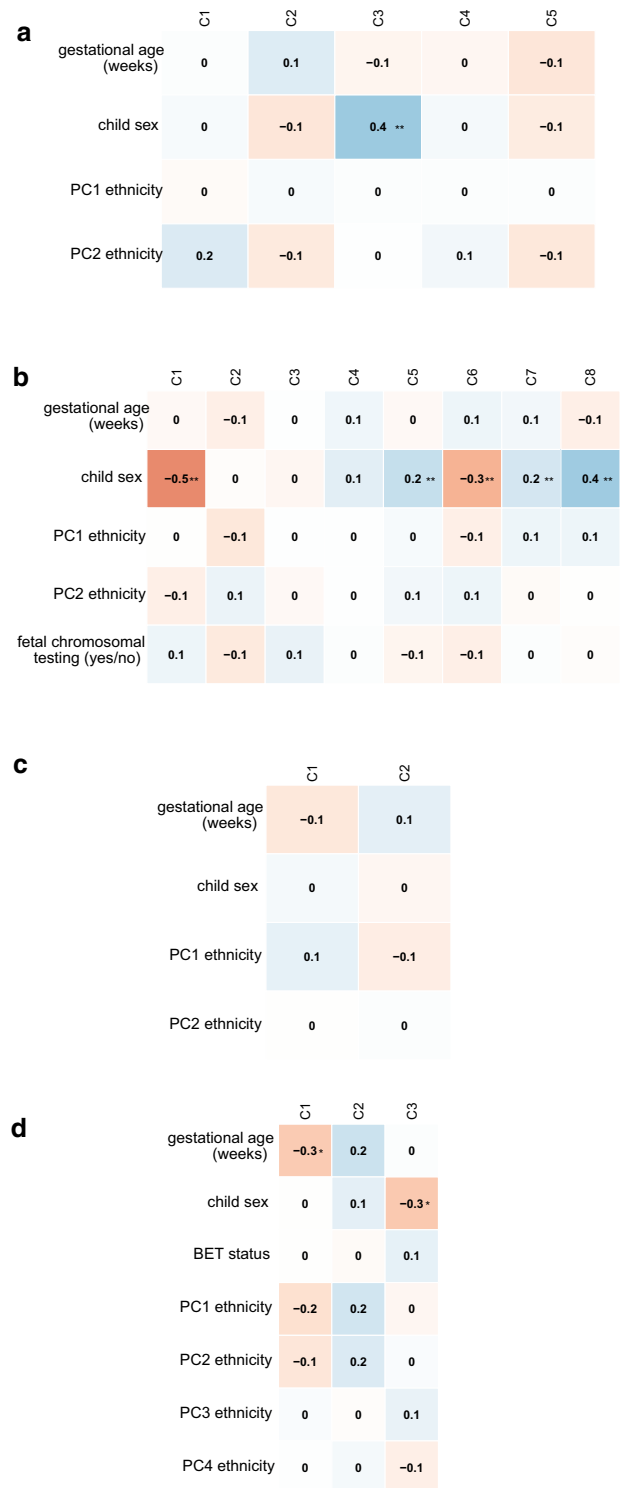 a
C1 C2 C3 C4 C5
gestational age
(weeks)
0 0.1 −0.1 0 −0.1
child sex
0 −0.1 0.4 ** 0 −0.1
PC1 ethnicity
0 0 0 0 0
PC2 ethnicity
0.2 −0.1 0 0.1 −0.1
b
C1 C2 C3 C4 C5 C6 C7 C8
gestational age
(weeks)
0 −0.1 0 0.1 0 0.1 0.1 −0.1
child sex
−0.5** 0 0 0.1 0.2 ** −0.3** 0.2 ** 0.4 **
PC1 ethnicity
0 −0.1 0 0 0 −0.1 0.1 0.1
PC2 ethnicity
−0.1 0.1 0 0 0.1 0.1 0 0
fetal chromosomal
testing (yes/no)
0.1 −0.1 0.1 0 −0.1 −0.1 0 0
c
C1 C2
gestational age
(weeks)
−0.1 0.1
child sex
0 0
PC1 ethnicity
0.1 −0.1
PC2 ethnicity
0 0
d
C1 C2 C3
gestational age
(weeks)
−0.3* 0.2 0
child sex
0 0.1 −0.3*
BET status
0 0 0.1
PC1 ethnicity
−0.2 0.2 0
PC2 ethnicity
−0.1 0.2 0
PC3 ethnicity
0 0 0.1
PC4 ethnicity
0 0 −0.1